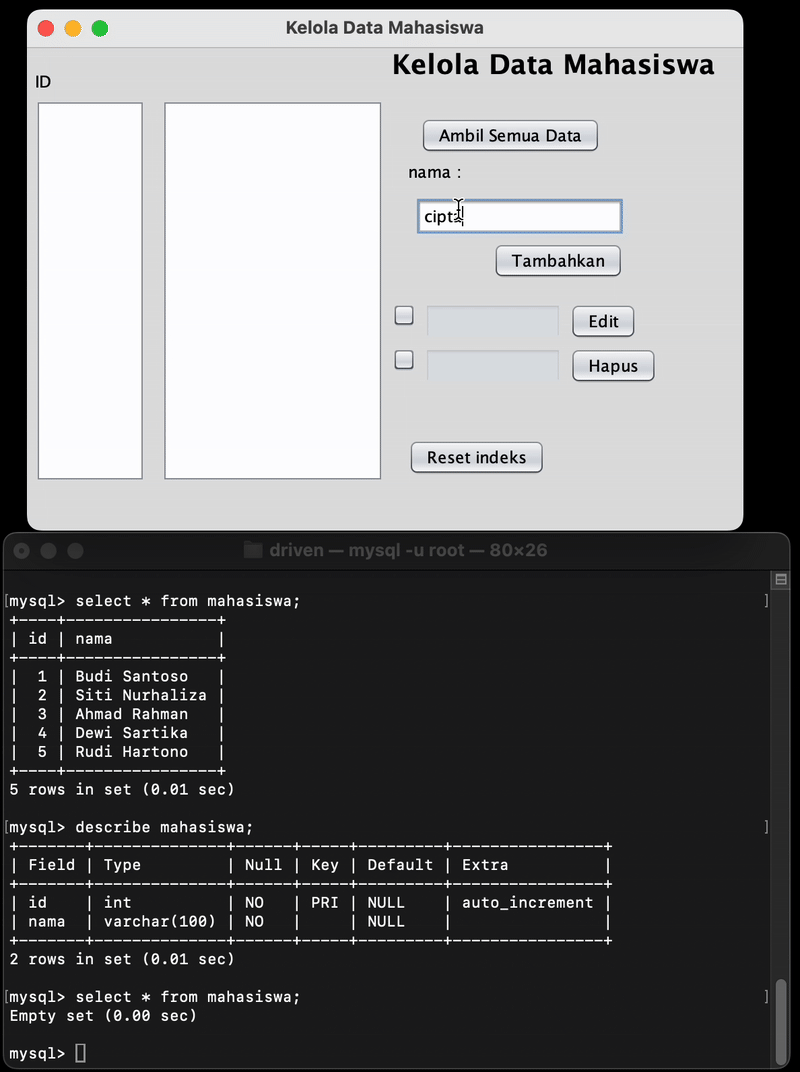 Kelola Data Mahasiswa
Kelola Data Mahasiswa
ID
Ambil Semua Data
nama :
cipta
Tambahkan
Edit
Hapus
Reset indeks
driven — mysql -u root — 80×26
[mysql> select * from mahasiswa; ]
+----+----------------+
| id | nama           |
+----+----------------+
|  1 | Budi Santoso   |
|  2 | Siti Nurhaliza |
|  3 | Ahmad Rahman   |
|  4 | Dewi Sartika   |
|  5 | Rudi Hartono   |
+----+----------------+
5 rows in set (0.01 sec)
[mysql> describe mahasiswa; ]
+-------+--------------+------+-----+---------+----------------+
| Field | Type         | Null | Key | Default | Extra          |
+-------+--------------+------+-----+---------+----------------+
| id    | int          | NO   | PRI | NULL    | auto_increment |
| nama  | varchar(100) | NO   |     | NULL    |                |
+-------+--------------+------+-----+---------+----------------+
2 rows in set (0.01 sec)
[mysql> select * from mahasiswa; ]
Empty set (0.00 sec)
mysql>